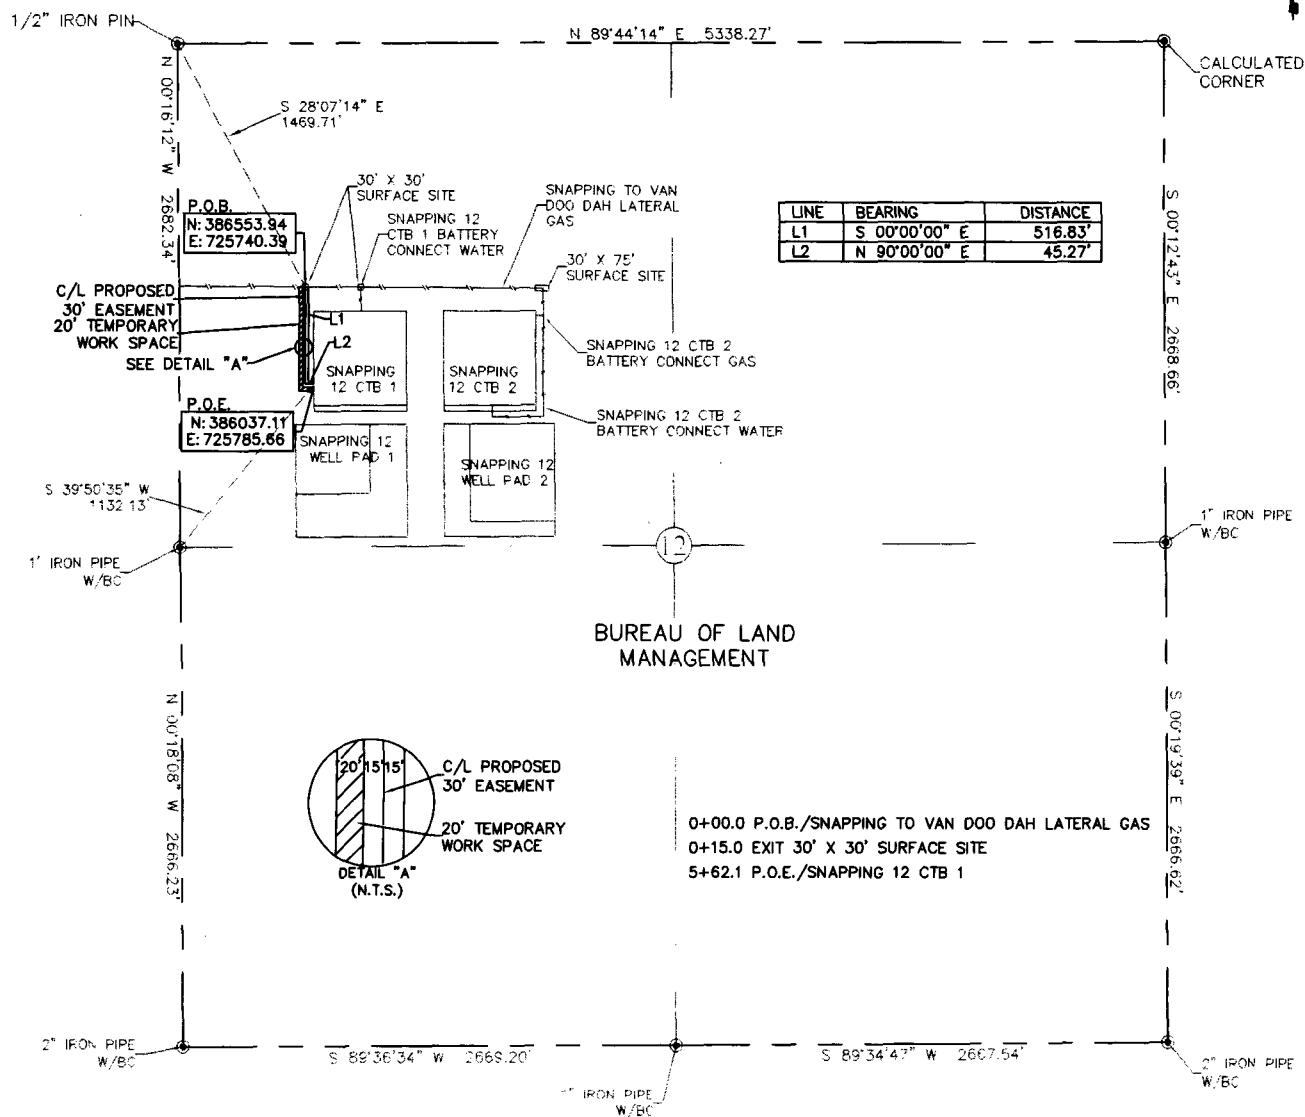 1/2" IRON PIN
N 89°44'14" E 5338.27'
CALCULATED
CORNER
N 00°16'12" W 2682.34'
S 28°07'14" E
1469.71'
30' X 30'
SURFACE SITE
SNAPPING 12
CTB 1 BATTERY
CONNECT WATER
SNAPPING TO VAN
DOO DAH LATERAL
GAS
30' X 75'
SURFACE SITE
LINE BEARING DISTANCE
L1 S 00°00'00" E 516.83'
L2 N 90°00'00" E 45.27'
S 00°12'43" E 2668.66'
P.O.B.
N: 386553.94
E: 725740.39
C/L PROPOSED
30' EASEMENT
20' TEMPORARY
WORK SPACE
SEE DETAIL "A"
L1
L2
SNAPPING
12 CTB 1
SNAPPING
12 CTB 2
SNAPPING 12 CTB 2
BATTERY CONNECT GAS
SNAPPING 12 CTB 2
BATTERY CONNECT WATER
P.O.E.
N: 386037.11
E: 725785.66
SNAPPING 12
WELL PAD 1
SNAPPING 12
WELL PAD 2
S 39°50'35" W
1132.13'
1' IRON PIPE
W/BC
12
1" IRON PIPE
W/BC
BUREAU OF LAND
MANAGEMENT
N 00°18'08" W 2666.23'
S 00°19'39" E 2666.62'
20' 15' 15'
C/L PROPOSED
30' EASEMENT
20' TEMPORARY
WORK SPACE
DETAIL "A"
(N.T.S.)
0+00.0 P.O.B./SNAPPING TO VAN DOO DAH LATERAL GAS
0+15.0 EXIT 30' X 30' SURFACE SITE
5+62.1 P.O.E./SNAPPING 12 CTB 1
2" IRON PIPE
W/BC
S 89°36'34" W 2669.20'
IRON PIPE
W/BC
S 89°34'47" W 2667.54'
2" IRON PIPE
W/BC